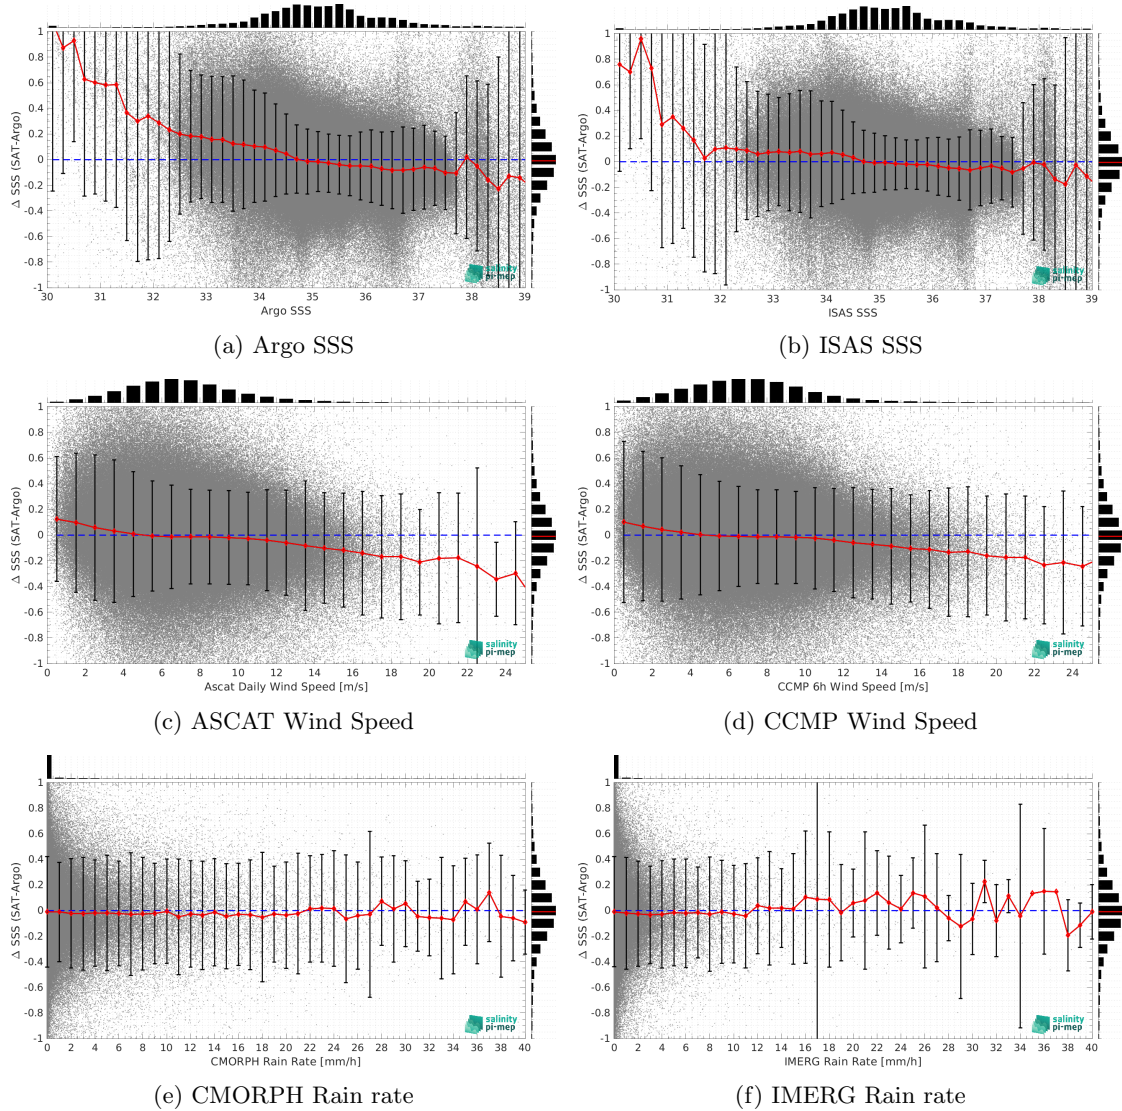 1
0.8
0.6
0.4
0.2
0
-0.2
-0.4
-0.6
-0.8
-1
Δ SSS (SAT-Argo)
30 31 32 33 34 35 36 37 38 39
Argo SSS
salinity
pi-mep
(a) Argo SSS
1
0.8
0.6
0.4
0.2
0
-0.2
-0.4
-0.6
-0.8
-1
Δ SSS (SAT-Argo)
30 31 32 33 34 35 36 37 38 39
ISAS SSS
salinity
pi-mep
(b) ISAS SSS
1
0.8
0.6
0.4
0.2
0
-0.2
-0.4
-0.6
-0.8
-1
Δ SSS (SAT-Argo)
0 2 4 6 8 10 12 14 16 18 20 22 24
Ascat Daily Wind Speed [m/s]
salinity
pi-mep
(c) ASCAT Wind Speed
1
0.8
0.6
0.4
0.2
0
-0.2
-0.4
-0.6
-0.8
-1
Δ SSS (SAT-Argo)
0 2 4 6 8 10 12 14 16 18 20 22 24
CCMP 6h Wind Speed [m/s]
salinity
pi-mep
(d) CCMP Wind Speed
1
0.8
0.6
0.4
0.2
0
-0.2
-0.4
-0.6
-0.8
-1
Δ SSS (SAT-Argo)
0 2 4 6 8 10 12 14 16 18 20 22 24 26 28 30 32 34 36 38 40
CMORPH Rain Rate [mm/h]
salinity
pi-mep
(e) CMORPH Rain rate
1
0.8
0.6
0.4
0.2
0
-0.2
-0.4
-0.6
-0.8
-1
Δ SSS (SAT-Argo)
0 2 4 6 8 10 12 14 16 18 20 22 24 26 28 30 32 34 36 38 40
IMERG Rain Rate [mm/h]
salinity
pi-mep
(f) IMERG Rain rate